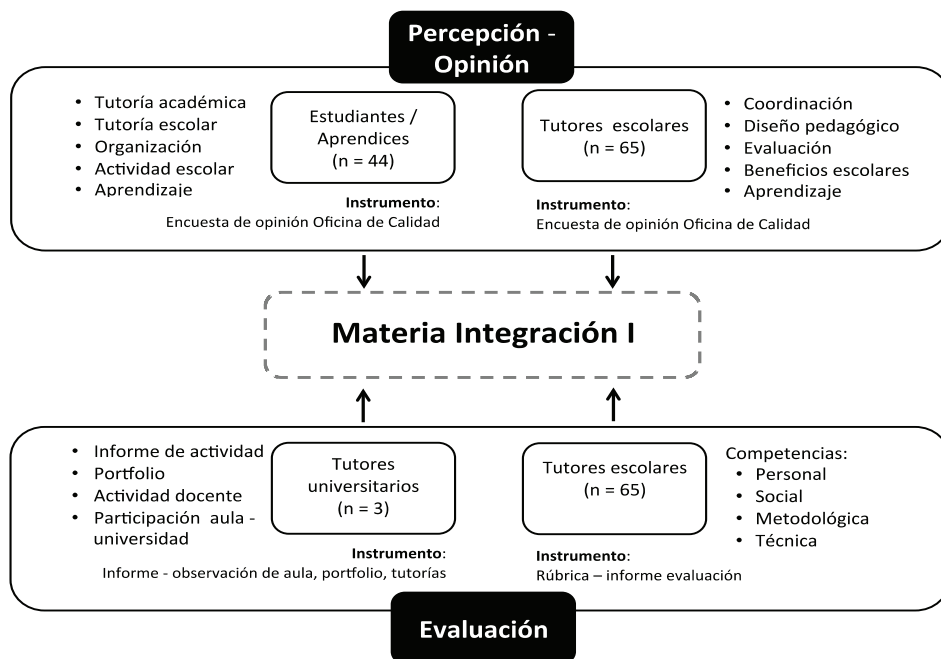 Percepción -
Opinión
• Tutoría académica
• Tutoría escolar
• Organización
• Actividad escolar
• Aprendizaje
Estudiantes /
Aprendices
(n = 44)
Instrumento:
Encuesta de opinión Oficina de Calidad
Tutores escolares
(n = 65)
Instrumento:
Encuesta de opinión Oficina de Calidad
• Coordinación
• Diseño pedagógico
• Evaluación
• Beneficios escolares
• Aprendizaje
Materia Integración I
• Informe de actividad
• Portfolio
• Actividad docente
• Participación aula -
universidad
Tutores
universitarios
(n = 3)
Instrumento:
Informe - observación de aula, portfolio, tutorías
Tutores escolares
(n = 65)
Instrumento:
Rúbrica – informe evaluación
Competencias:
• Personal
• Social
• Metodológica
• Técnica
Evaluación